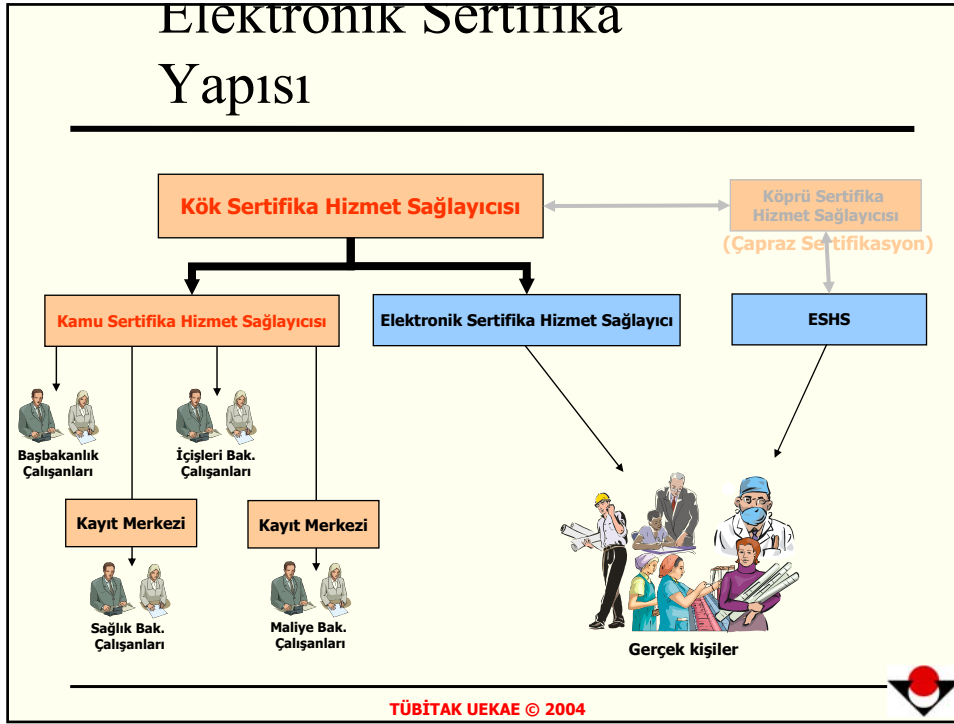 Elektronik Sertifika
Yapısı
Kök Sertifika Hizmet Sağlayıcısı
Köprü Sertifika
Hizmet Sağlayıcısı
(Çapraz Sertifikasyon)
Kamu Sertifika Hizmet Sağlayıcısı
Elektronik Sertifika Hizmet Sağlayıcı
ESHS
Başbakanlık
Çalışanları
İçişleri Bak.
Çalışanları
Kayıt Merkezi
Kayıt Merkezi
Sağlık Bak.
Çalışanları
Maliye Bak.
Çalışanları
Gerçek kişiler
TÜBİTAK UEKAE © 2004